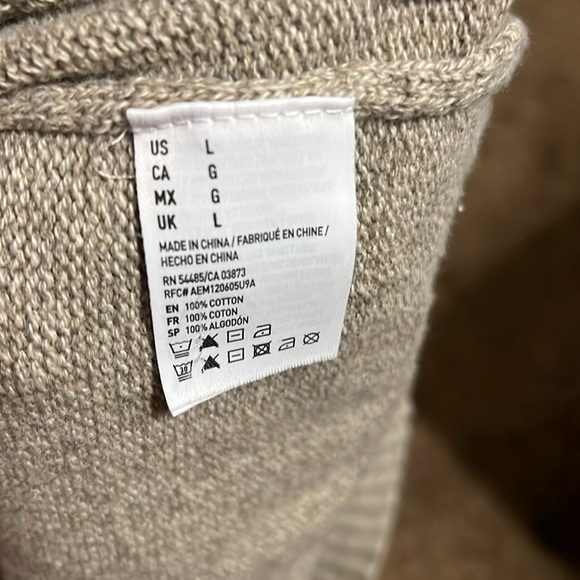 US L
CA G
MX G
UK L
MADE IN CHINA / FABRIQUÉ EN CHINE /
HECHO EN CHINA
RN 54485/CA 03873
RFC# AEM120605U9A
EN 100% COTTON
FR 100% COTON
SP 100% ALGODÓN
30